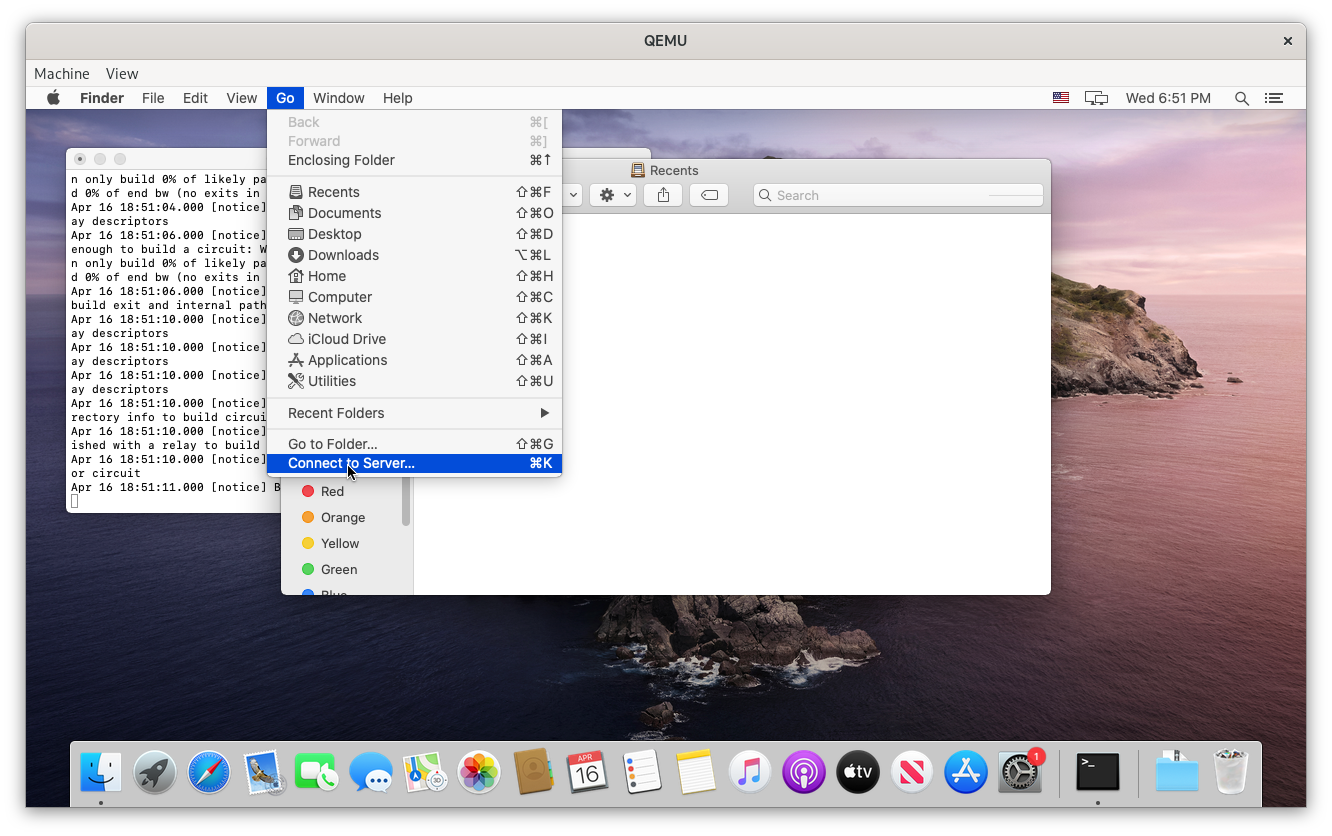 QEMU
Machine View
Finder File Edit View Go Window Help Wed 6:51 PM
Back ⌘[
Forward ⌘]
Enclosing Folder ⌘↑
Recents ⇧⌘F
Documents ⇧⌘O
Desktop ⇧⌘D
Downloads ⌥⌘L
Home ⇧⌘H
Computer ⇧⌘C
Network ⇧⌘K
iCloud Drive ⇧⌘I
Applications ⇧⌘A
Utilities ⇧⌘U
Recent Folders
Go to Folder... ⇧⌘G
Connect to Server... ⌘K
n only build 0% of likely pa
d 0% of end bw (no exits in
Apr 16 18:51:04.000 [notice]
ay descriptors
Apr 16 18:51:06.000 [notice]
enough to build a circuit: W
n only build 0% of likely pa
d 0% of end bw (no exits in
Apr 16 18:51:06.000 [notice]
build exit and internal path
Apr 16 18:51:10.000 [notice]
ay descriptors
Apr 16 18:51:10.000 [notice]
ay descriptors
Apr 16 18:51:10.000 [notice]
ay descriptors
Apr 16 18:51:10.000 [notice]
rectory info to build circui
Apr 16 18:51:10.000 [notice]
ished with a relay to build
Apr 16 18:51:10.000 [notice]
or circuit
Apr 16 18:51:11.000 [notice] B
Recents
Search
Red
Orange
Yellow
Green
Blue
3D
APR
16
tv
1
>_